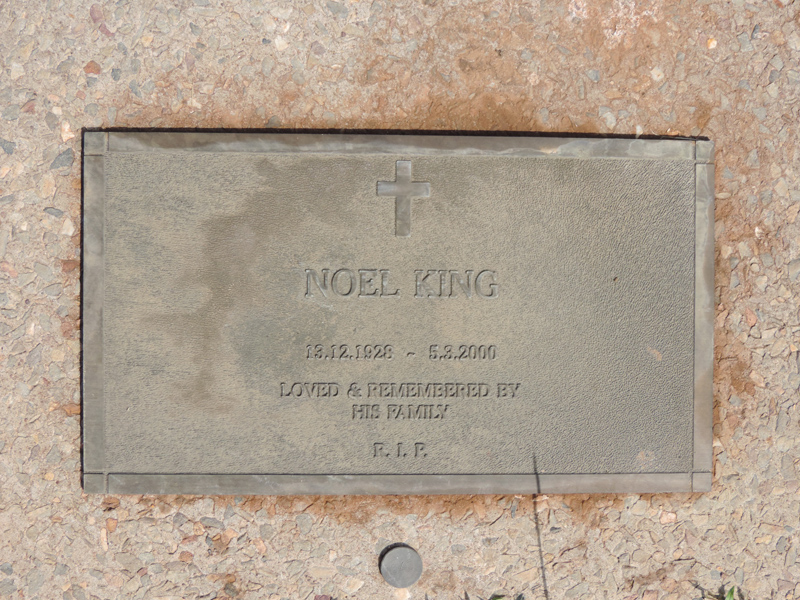 NOEL KING
13.12.1928 ~ 5.3.2000
LOVED & REMEMBERED BY
HIS FAMILY
R. I. P.